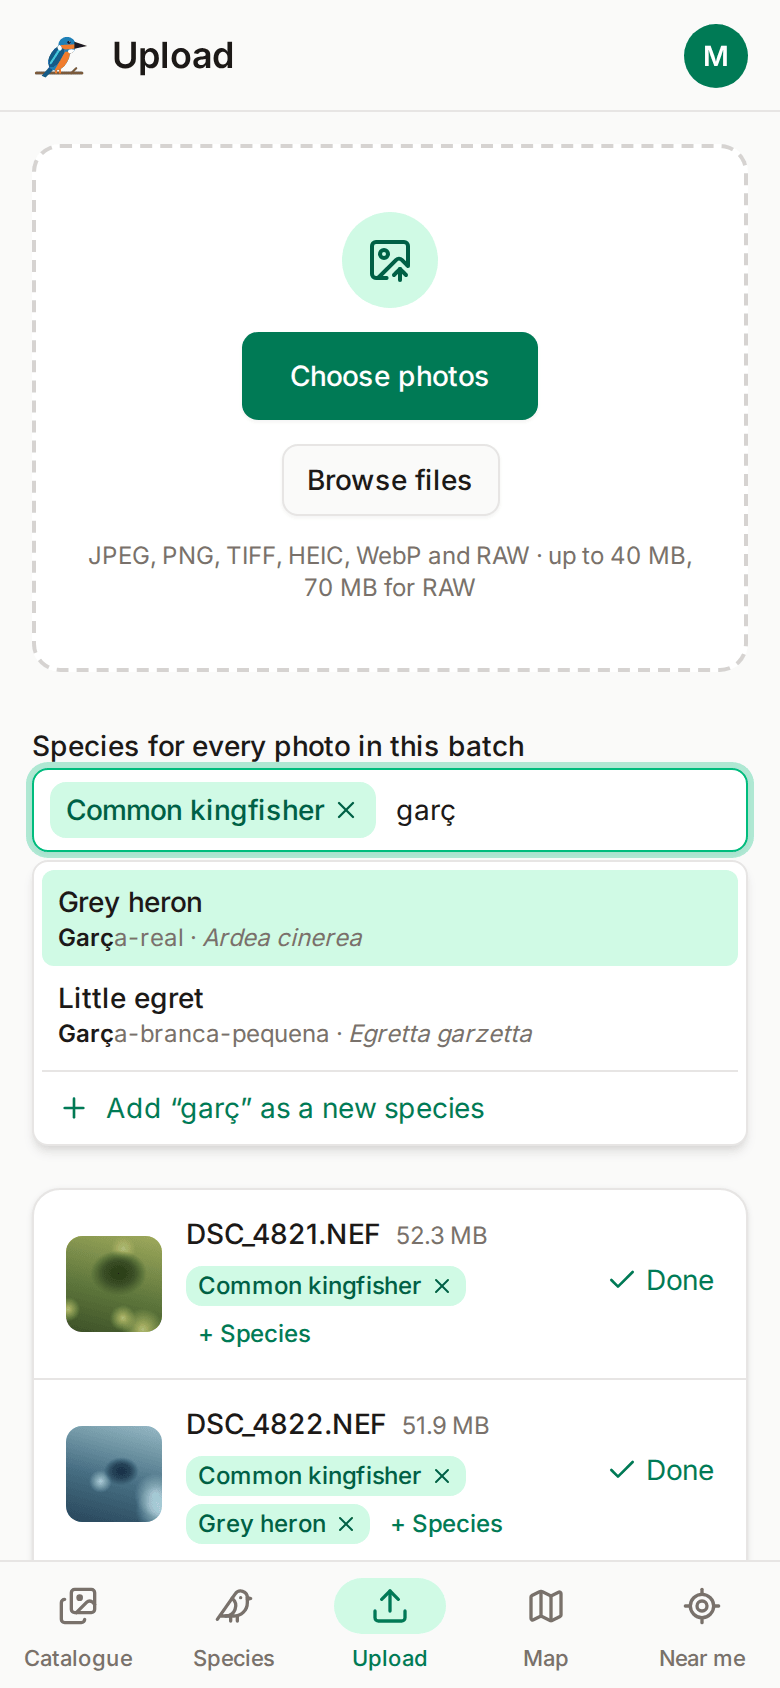 Upload
M
Choose photos
Browse files
JPEG, PNG, TIFF, HEIC, WebP and RAW · up to 40 MB,
70 MB for RAW
Species for every photo in this batch
Common kingfisher garç
Grey heron
Garça-real · Ardea cinerea
Little egret
Garça-branca-pequena · Egretta garzetta
+ Add “garç” as a new species
DSC_4821.NEF 52.3 MB
Common kingfisher
Done
+ Species
DSC_4822.NEF 51.9 MB
Common kingfisher
Done
Grey heron + Species
Catalogue Species Upload Map Near me